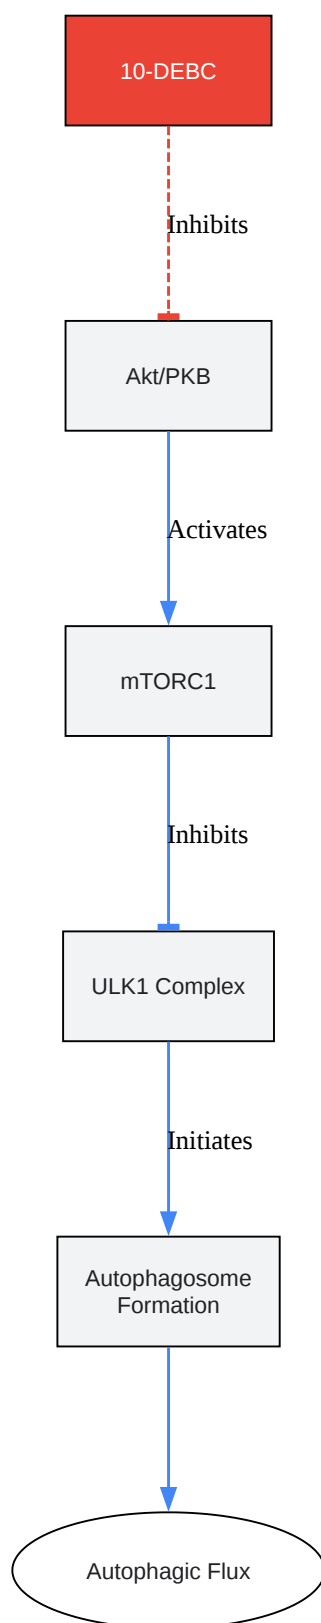 10-DEBC
Inhibits
Akt/PKB
Activates
mTORC1
Inhibits
ULK1 Complex
Initiates
Autophagosome
Formation
Autophagic Flux